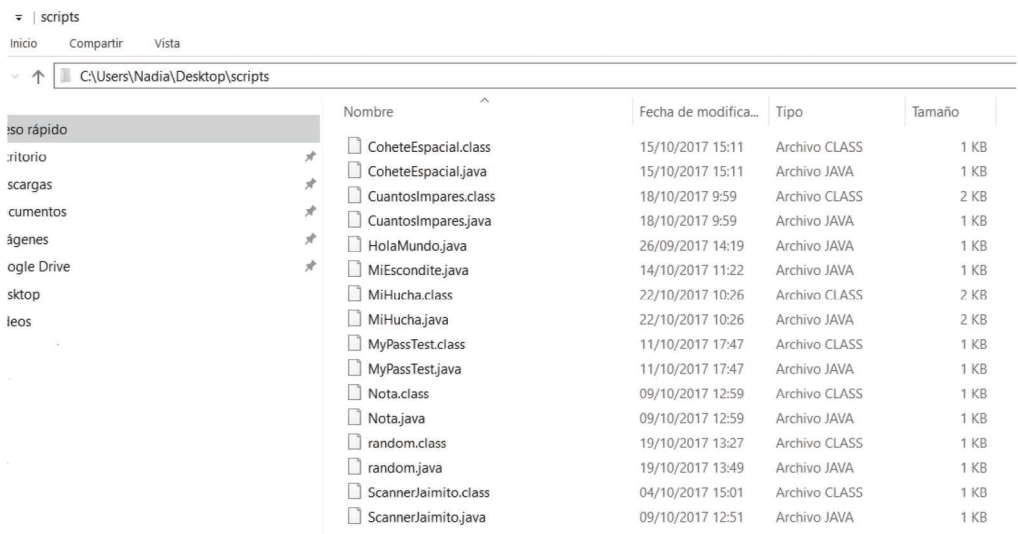 scripts
Inicio Compartir Vista
C:\Users\Nadia\Desktop\scripts
Nombre Fecha de modifica... Tipo Tamaño
eso rápido
critorio
scargas
cumentos
ágenes
ogle Drive
sktop
deos
CoheteEspacial.class 15/10/2017 15:11 Archivo CLASS 1 KB
CoheteEspacial.java 15/10/2017 15:11 Archivo JAVA 1 KB
CuantosImpares.class 18/10/2017 9:59 Archivo CLASS 2 KB
CuantosImpares.java 18/10/2017 9:59 Archivo JAVA 1 KB
HolaMundo.java 26/09/2017 14:19 Archivo JAVA 1 KB
MiEscondite.java 14/10/2017 11:22 Archivo JAVA 1 KB
MiHucha.class 22/10/2017 10:26 Archivo CLASS 2 KB
MiHucha.java 22/10/2017 10:26 Archivo JAVA 2 KB
MyPassTest.class 11/10/2017 17:47 Archivo CLASS 1 KB
MyPassTest.java 11/10/2017 17:47 Archivo JAVA 1 KB
Nota.class 09/10/2017 12:59 Archivo CLASS 1 KB
Nota.java 09/10/2017 12:59 Archivo JAVA 1 KB
random.class 19/10/2017 13:27 Archivo CLASS 1 KB
random.java 19/10/2017 13:49 Archivo JAVA 1 KB
ScannerJaimito.class 04/10/2017 15:01 Archivo CLASS 1 KB
ScannerJaimito.java 09/10/2017 12:51 Archivo JAVA 1 KB